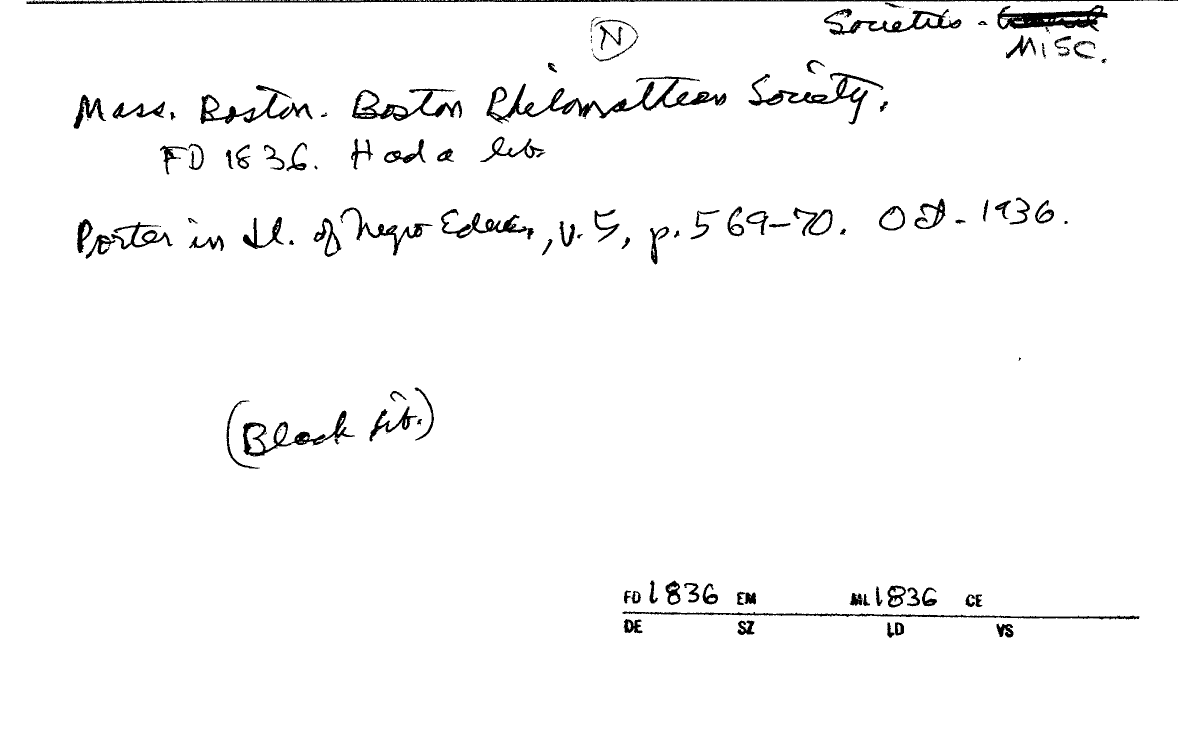 Societies -
MISC.
N
Mass. Boston. Boston Philomathean Society.
FD 1836. Had a lib.
Porter in Jl. of Negro Educ., v. 5, p. 569-70. Oct. 1936.
(Black lib.)
FD 1836 EM ML 1836 CE
DE SZ LD VS